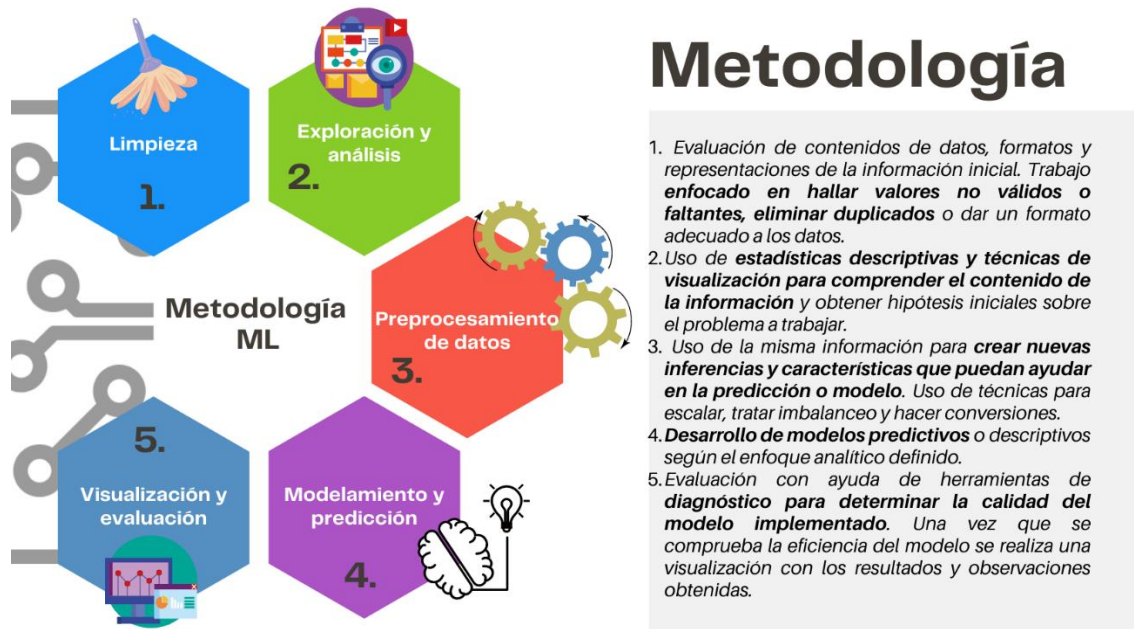 Limpieza
1.
Exploración y
análisis
2.
Metodología
ML
Preprocesamiento
de datos
3.
5.
Visualización y
evaluación
Modelamiento y
predicción
4.
Metodología
1. Evaluación de contenidos de datos, formatos y
representaciones de la información inicial. Trabajo
enfocado en hallar valores no válidos o
faltantes, eliminar duplicados o dar un formato
adecuado a los datos.
2. Uso de estadísticas descriptivas y técnicas de
visualización para comprender el contenido de
la información y obtener hipótesis iniciales sobre
el problema a trabajar.
3. Uso de la misma información para crear nuevas
inferencias y características que puedan ayudar
en la predicción o modelo. Uso de técnicas para
escalar, tratar imbalanceo y hacer conversiones.
4. Desarrollo de modelos predictivos o descriptivos
según el enfoque analítico definido.
5. Evaluación con ayuda de herramientas de
diagnóstico para determinar la calidad del
modelo implementado. Una vez que se
comprueba la eficiencia del modelo se realiza una
visualización con los resultados y observaciones
obtenidas.